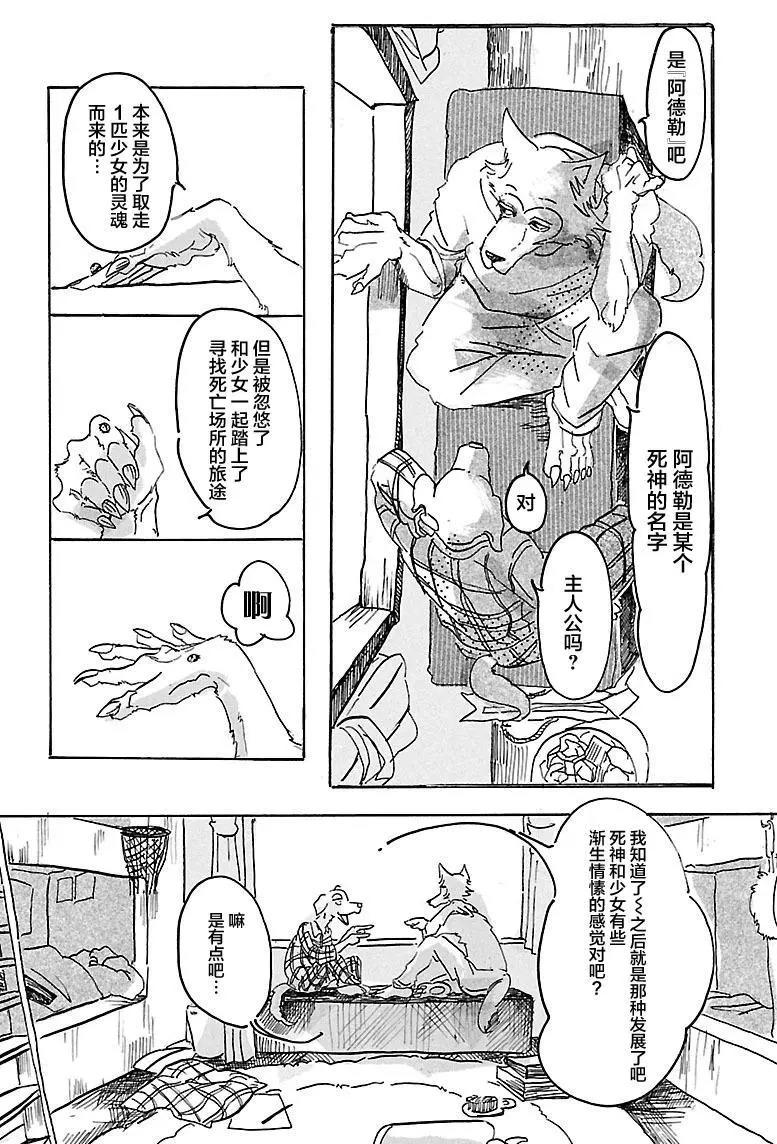 是『阿德勒』吧
阿德勒是某个
死神的名字
对
主人公吗？
本来是为了取走
1匹少女的灵魂
而来的…
但是被忽悠了
和少女一起踏上了
寻找死亡场所的旅途
啊
我知道了~~之后就是那种发展了吧
死神和少女有些
渐生情愫的感觉对吧？
嘛
是有点吧…